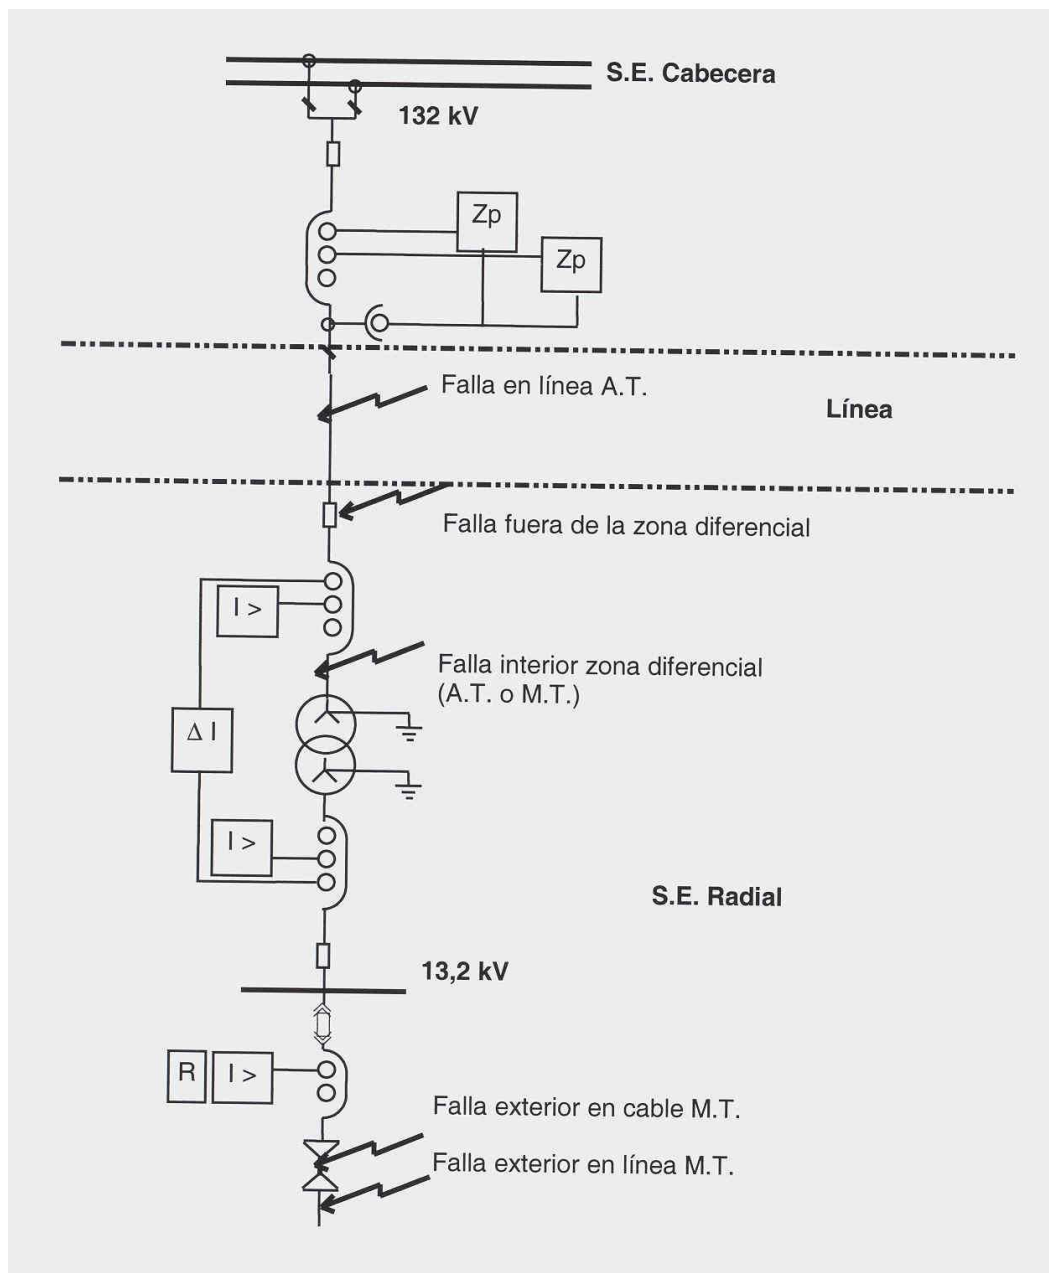 S.E. Cabecera
132 kV
Zp
Zp
Falla en línea A.T.
Línea
Falla fuera de la zona diferencial
I >
Falla interior zona diferencial
(A.T. o M.T.)
Δ I
I >
S.E. Radial
13,2 kV
R
I >
Falla exterior en cable M.T.
Falla exterior en línea M.T.